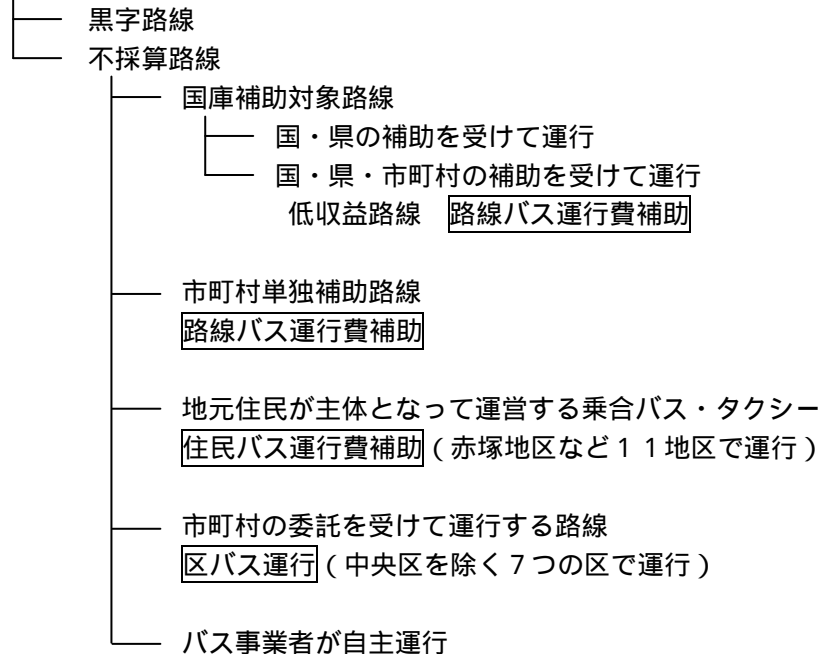 黒字路線
不採算路線
国庫補助対象路線
国・県の補助を受けて運行
国・県・市町村の補助を受けて運行
低収益路線　路線バス運行費補助
市町村単独補助路線
路線バス運行費補助
地元住民が主体となって運営する乗合バス・タクシー
住民バス運行費補助（赤塚地区など１１地区で運行）
市町村の委託を受けて運行する路線
区バス運行（中央区を除く７つの区で運行）
バス事業者が自主運行